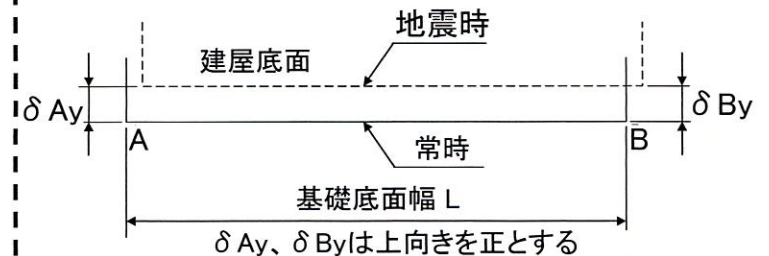 地震時
建屋底面
δ Ay
δ By
A
B
常時
基礎底面幅 L
δ Ay、δ Byは上向きを正とする